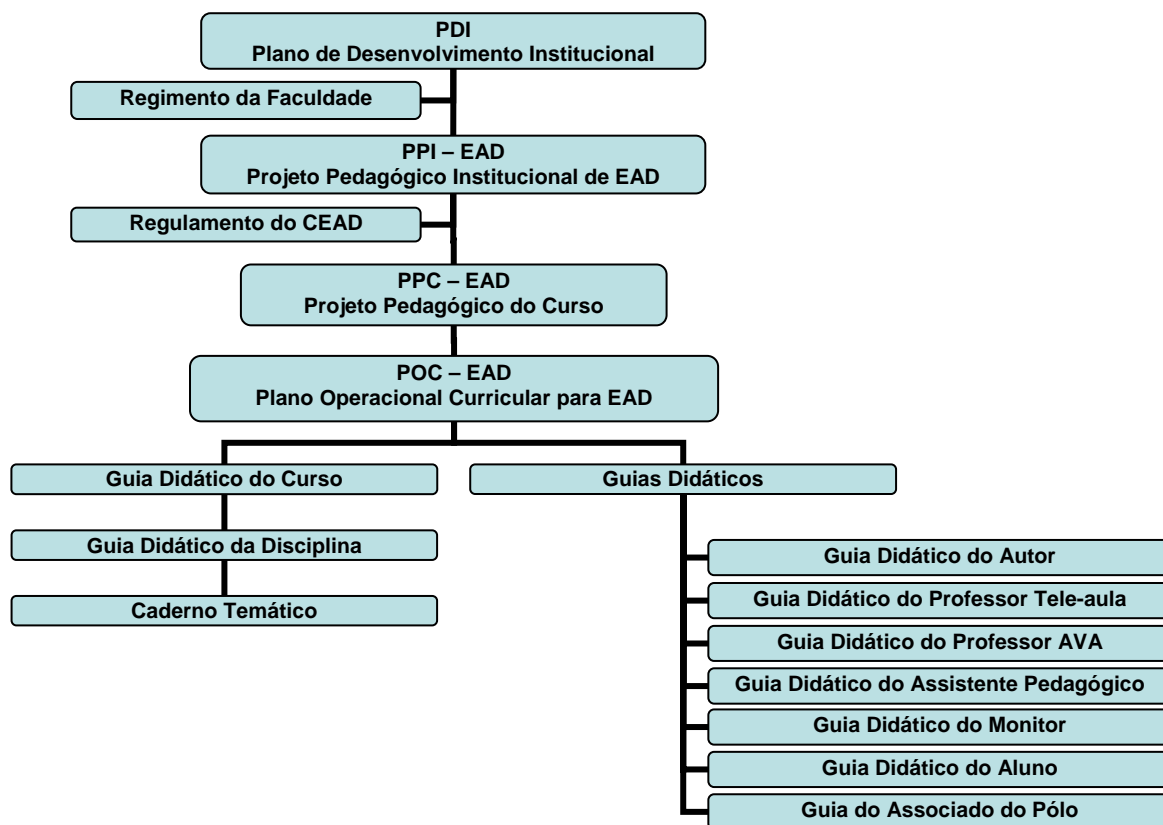 PDI
Plano de Desenvolvimento Institucional
Regimento da Faculdade
PPI – EAD
Projeto Pedagógico Institucional de EAD
Regulamento do CEAD
PPC – EAD
Projeto Pedagógico do Curso
POC – EAD
Plano Operacional Curricular para EAD
Guia Didático do Curso
Guia Didático da Disciplina
Caderno Temático
Guias Didáticos
Guia Didático do Autor
Guia Didático do Professor Tele-aula
Guia Didático do Professor AVA
Guia Didático do Assistente Pedagógico
Guia Didático do Monitor
Guia Didático do Aluno
Guia do Associado do Pólo